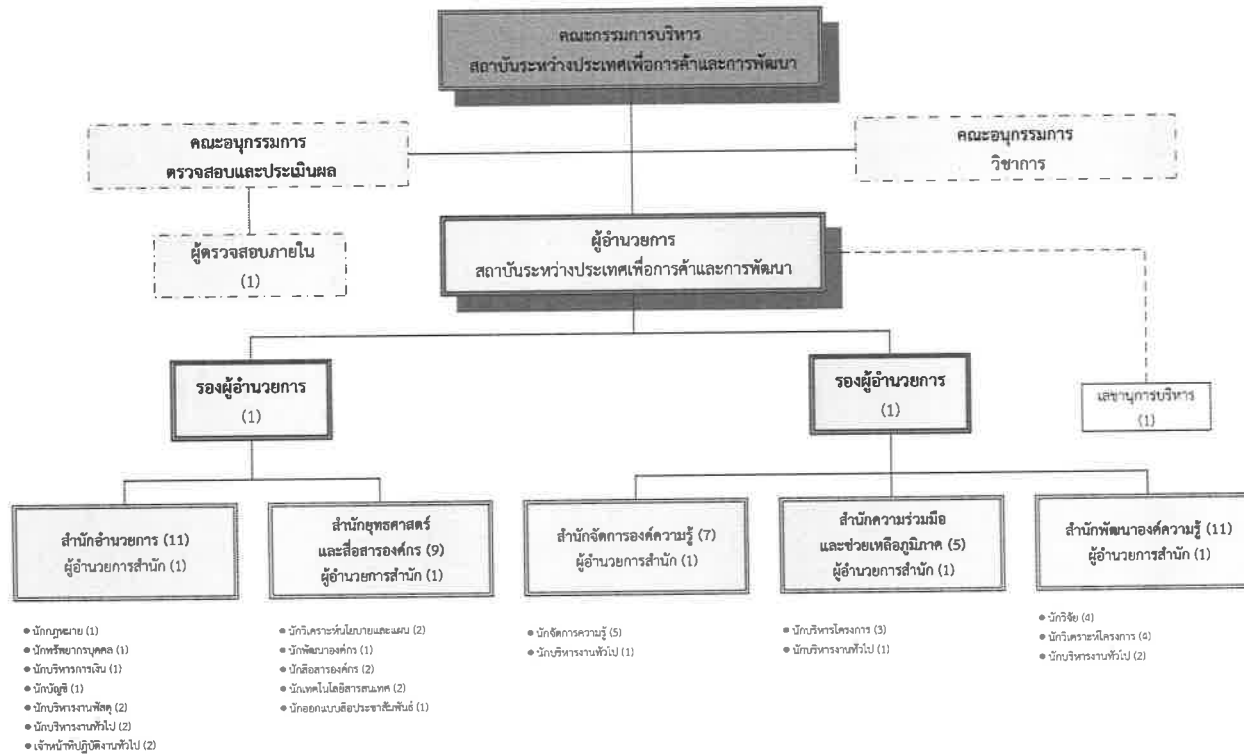 คณะกรรมการบริหาร
สถาบันระหว่างประเทศเพื่อการค้าและการพัฒนา
คณะอนุกรรมการ
ตรวจสอบและประเมินผล
คณะอนุกรรมการ
วิชาการ
ผู้ตรวจสอบภายใน
(1)
ผู้อำนวยการ
สถาบันระหว่างประเทศเพื่อการค้าและการพัฒนา
รองผู้อำนวยการ
(1)
รองผู้อำนวยการ
(1)
เลขานุการบริหาร
(1)
สำนักอำนวยการ (11)
ผู้อำนวยการสำนัก (1)
สำนักยุทธศาสตร์
และสื่อสารองค์กร (9)
ผู้อำนวยการสำนัก (1)
สำนักจัดการองค์ความรู้ (7)
ผู้อำนวยการสำนัก (1)
สำนักความร่วมมือ
และช่วยเหลือภูมิภาค (5)
ผู้อำนวยการสำนัก (1)
สำนักพัฒนาองค์ความรู้ (11)
ผู้อำนวยการสำนัก (1)
● นักกฎหมาย (1)
● นักทรัพยากรบุคคล (1)
● นักบริหารการเงิน (1)
● นักบัญชี (1)
● นักบริหารงานพัสดุ (2)
● นักบริหารงานทั่วไป (2)
● เจ้าหน้าที่ปฏิบัติงานทั่วไป (2)
● นักวิเคราะห์นโยบายและแผน (2)
● นักพัฒนาองค์กร (1)
● นักสื่อสารองค์กร (2)
● นักเทคโนโลยีสารสนเทศ (2)
● นักออกแบบสื่อประชาสัมพันธ์ (1)
● นักจัดการความรู้ (5)
● นักบริหารงานทั่วไป (1)
● นักบริหารโครงการ (3)
● นักบริหารงานทั่วไป (1)
● นักวิจัย (4)
● นักวิเคราะห์โครงการ (4)
● นักบริหารงานทั่วไป (2)